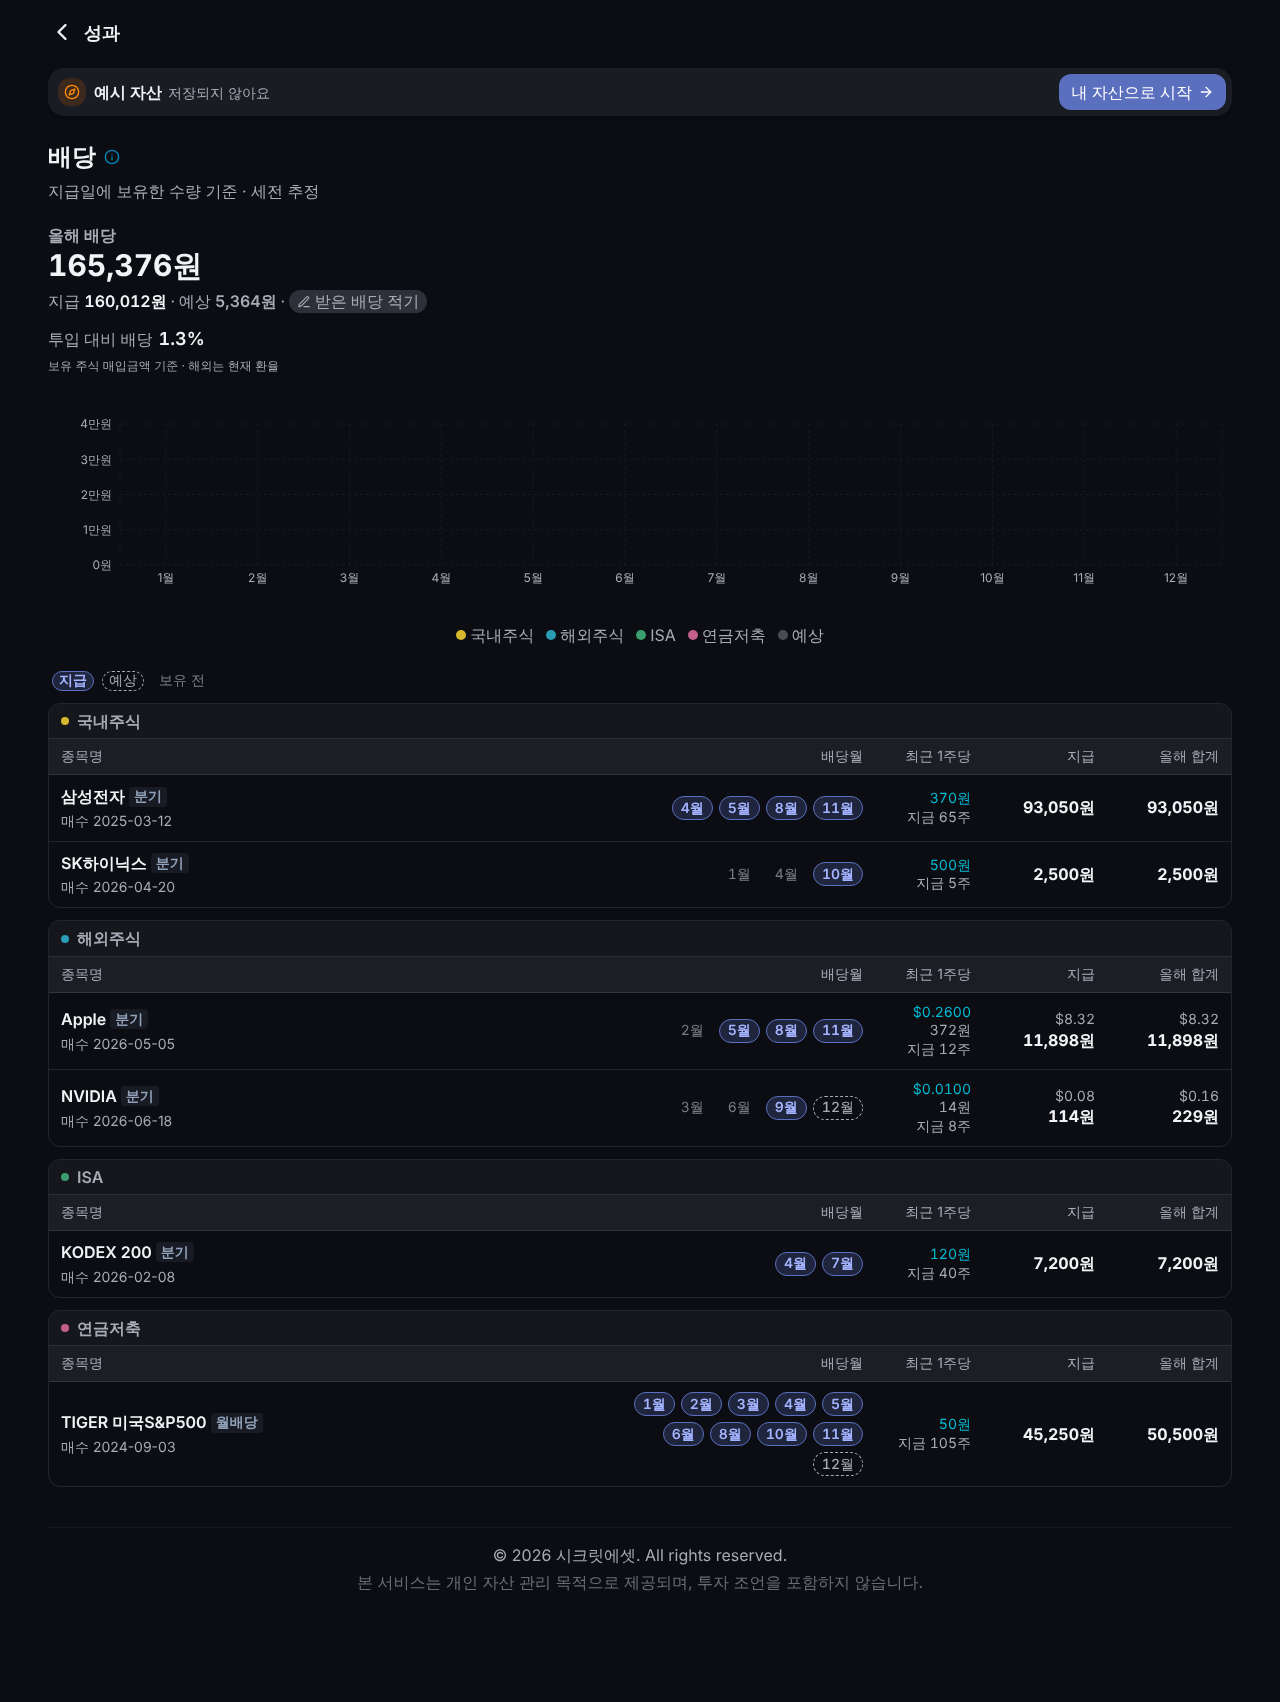 성과
예시 자산 저장되지 않아요
내 자산으로 시작
배당
지급일에 보유한 수량 기준 · 세전 추정
올해 배당
165,376원
지급 160,012원 · 예상 5,364원 · 받은 배당 적기
투입 대비 배당 1.3%
보유 주식 매입금액 기준 · 해외는 현재 환율
4만원
3만원
2만원
1만원
0원
1월 2월 3월 4월 5월 6월 7월 8월 9월 10월 11월 12월
국내주식 해외주식 ISA 연금저축 예상
지급 예상 보유 전
국내주식
종목명 배당월 최근 1주당 지급 올해 합계
삼성전자 분기
매수 2025-03-12
4월 5월 8월 11월
370원
지금 65주
93,050원 93,050원
SK하이닉스 분기
매수 2026-04-20
1월 4월 10월
500원
지금 5주
2,500원 2,500원
해외주식
종목명 배당월 최근 1주당 지급 올해 합계
Apple 분기
매수 2026-05-05
2월 5월 8월 11월
$0.2600
372원
지금 12주
$8.32 $8.32
11,898원 11,898원
NVIDIA 분기
매수 2026-06-18
3월 6월 9월 12월
$0.0100
14원
지금 8주
$0.08 $0.16
114원 229원
ISA
종목명 배당월 최근 1주당 지급 올해 합계
KODEX 200 분기
매수 2026-02-08
4월 7월
120원
지금 40주
7,200원 7,200원
연금저축
종목명 배당월 최근 1주당 지급 올해 합계
TIGER 미국S&P500 월배당
매수 2024-09-03
1월 2월 3월 4월 5월
6월 8월 10월 11월
12월
50원
지금 105주
45,250원 50,500원
© 2026 시크릿에셋. All rights reserved.
본 서비스는 개인 자산 관리 목적으로 제공되며, 투자 조언을 포함하지 않습니다.